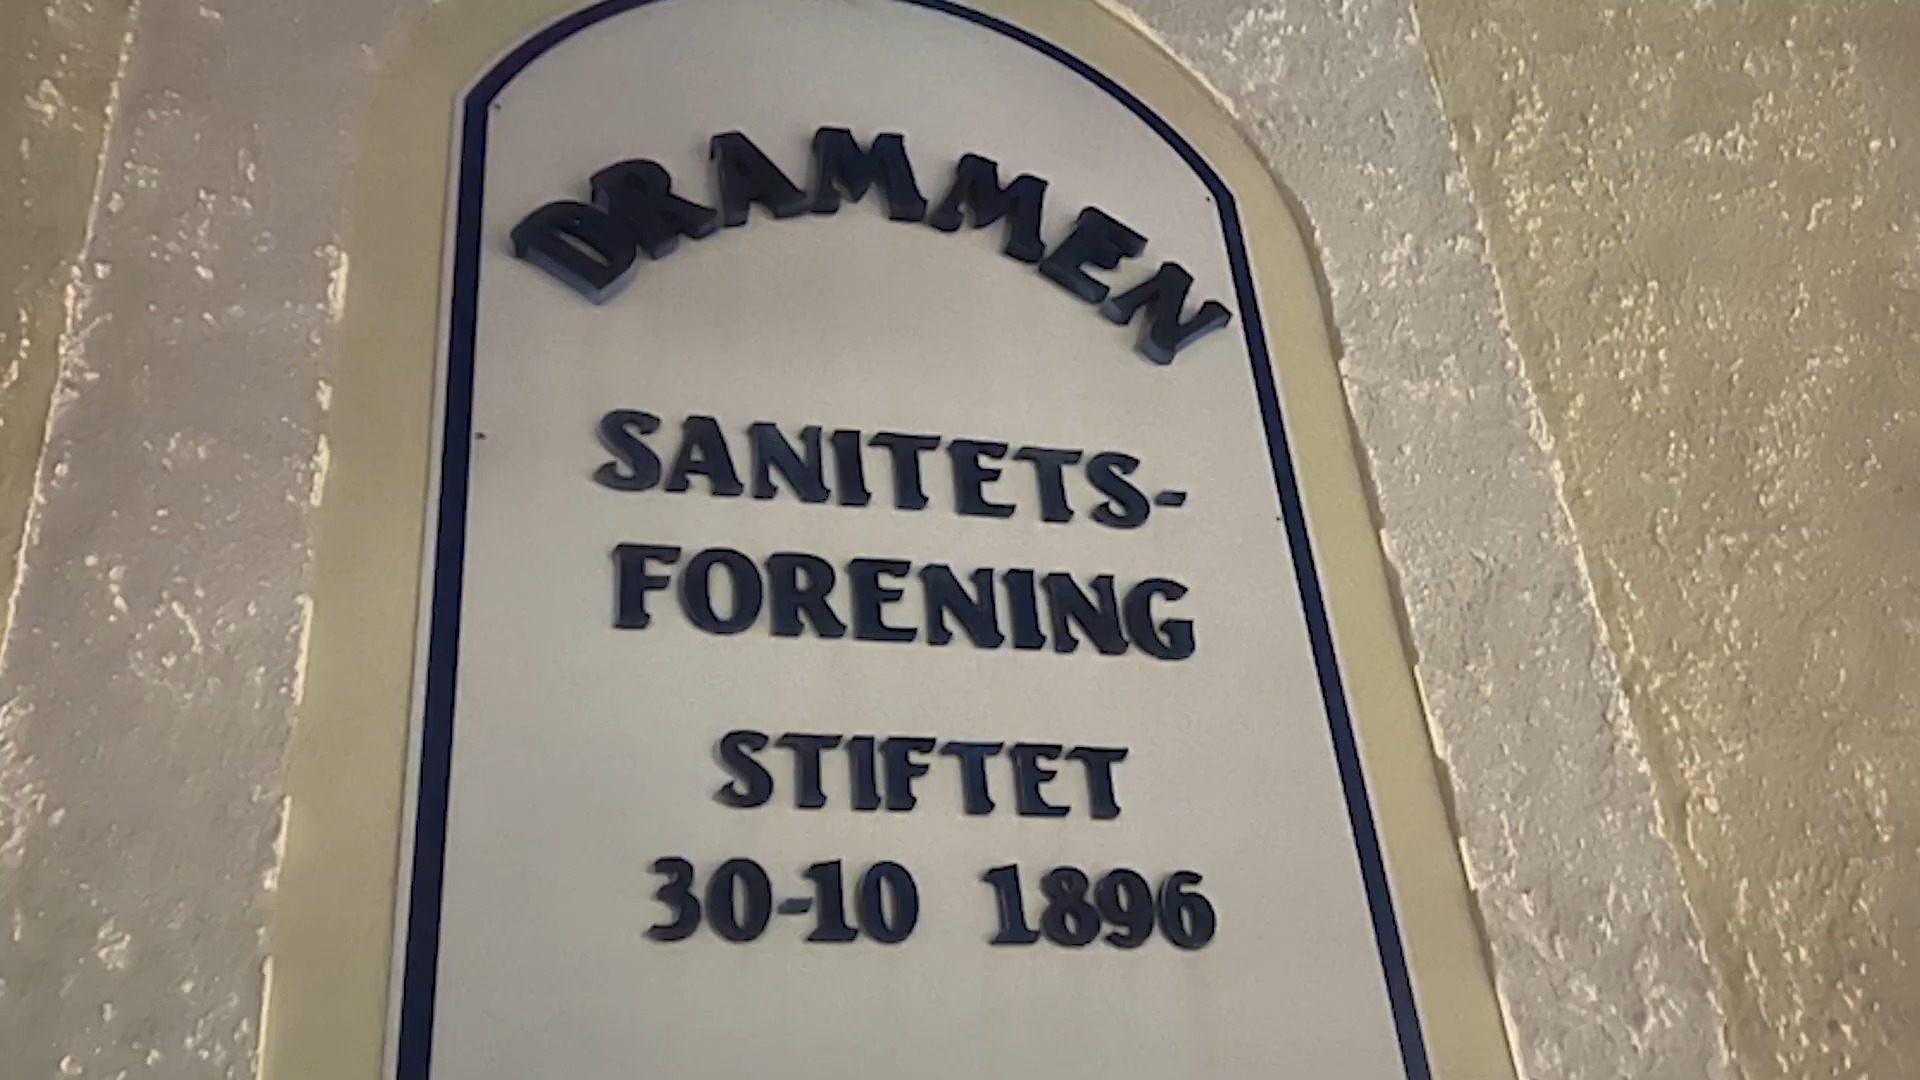 DRAMMEN
SANITETS-
FORENING
STIFTET
30-10 1896